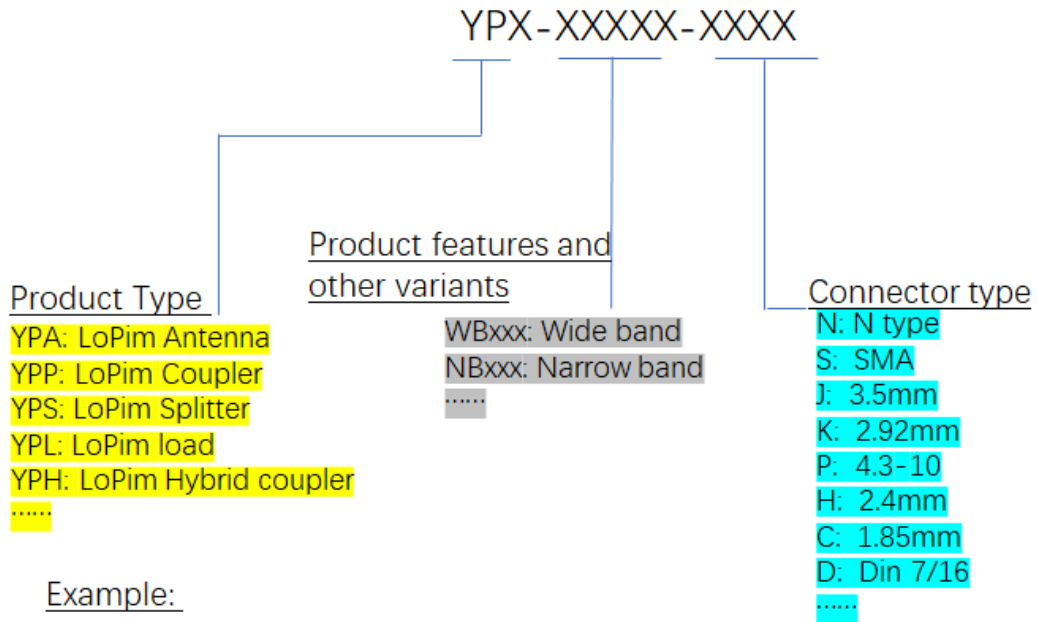 YPX-XXXXX-XXXX
Product features and
other variants
WBxxx: Wide band
NBxxx: Narrow band
……
Product Type
YPA: LoPim Antenna
YPP: LoPim Coupler
YPS: LoPim Splitter
YPL: LoPim load
YPH: LoPim Hybrid coupler
……
Connector type
N: N type
S: SMA
J: 3.5mm
K: 2.92mm
P: 4.3-10
H: 2.4mm
C: 1.85mm
D: Din 7/16
……
Example: